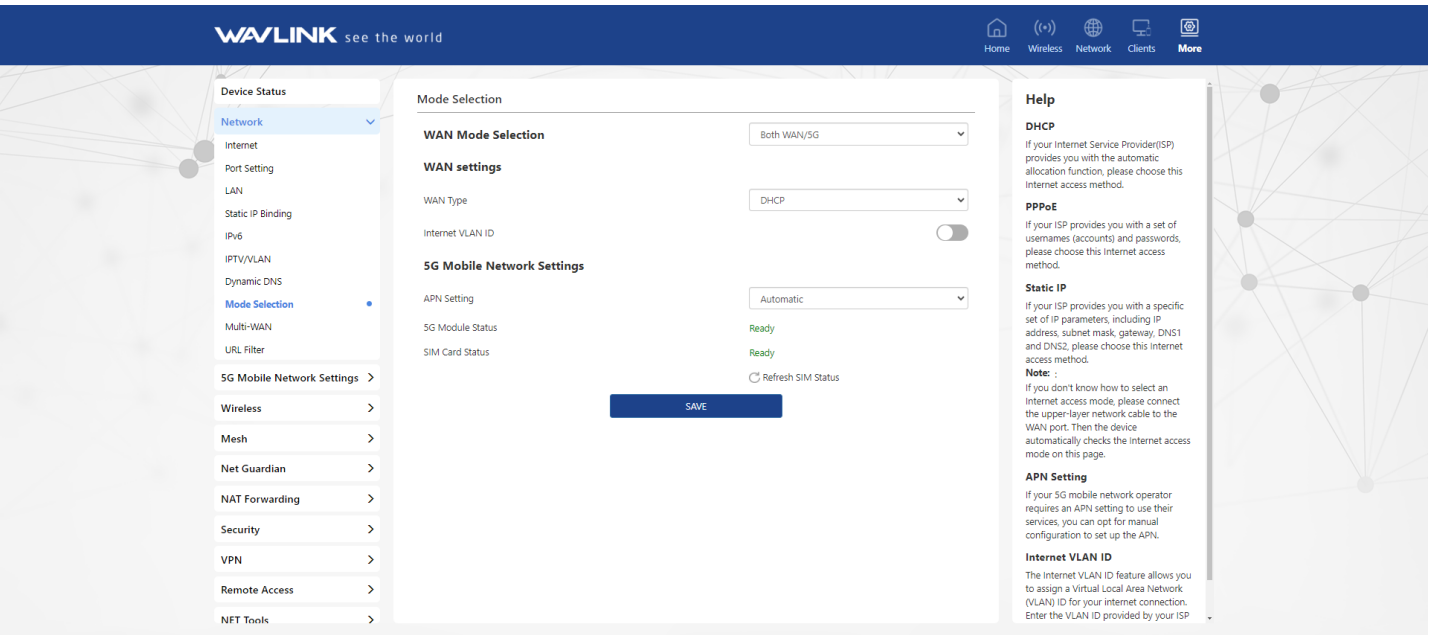 WAVLINK see the world
Home
Wireless
Network
Clients
More
Device Status
Network
Internet
Port Setting
LAN
Static IP Binding
IPv6
IPTV/VLAN
Dynamic DNS
Mode Selection
Multi-WAN
URL Filter
5G Mobile Network Settings
Wireless
Mesh
Net Guardian
NAT Forwarding
Security
VPN
Remote Access
NET Tools
Mode Selection
WAN Mode Selection
Both WAN/5G
WAN settings
WAN Type
DHCP
Internet VLAN ID
5G Mobile Network Settings
APN Setting
Automatic
5G Module Status
Ready
SIM Card Status
Ready
Refresh SIM Status
SAVE
Help
DHCP
If your Internet Service Provider(ISP)
provides you with the automatic
allocation function, please choose this
Internet access method.
PPPoE
If your ISP provides you with a set of
usernames (accounts) and passwords,
please choose this Internet access
method.
Static IP
If your ISP provides you with a specific
set of IP parameters, including IP
address, subnet mask, gateway, DNS1
and DNS2, please choose this Internet
access method.
Note: :
If you don't know how to select an
Internet access mode, please connect
the upper-layer network cable to the
WAN port. Then the device
automatically checks the Internet access
mode on this page.
APN Setting
If your 5G mobile network operator
requires an APN setting to use their
services, you can opt for manual
configuration to set up the APN.
Internet VLAN ID
The Internet VLAN ID feature allows you
to assign a Virtual Local Area Network
(VLAN) ID for your internet connection.
Enter the VLAN ID provided by your ISP